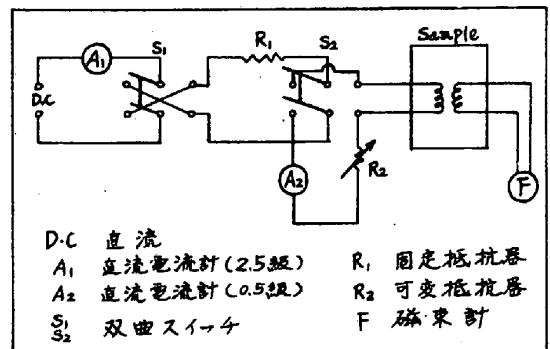 A₁ S₁ R₁ S₂ Sample
D.C
A₂ R₂ F
D.C 直流
A₁ 直流電流計(2.5級) R₁ 固定抵抗器
A₂ 直流電流計(0.5級) R₂ 可変抵抗器
S₁
S₂ 双曲スイッチ F 磁束計